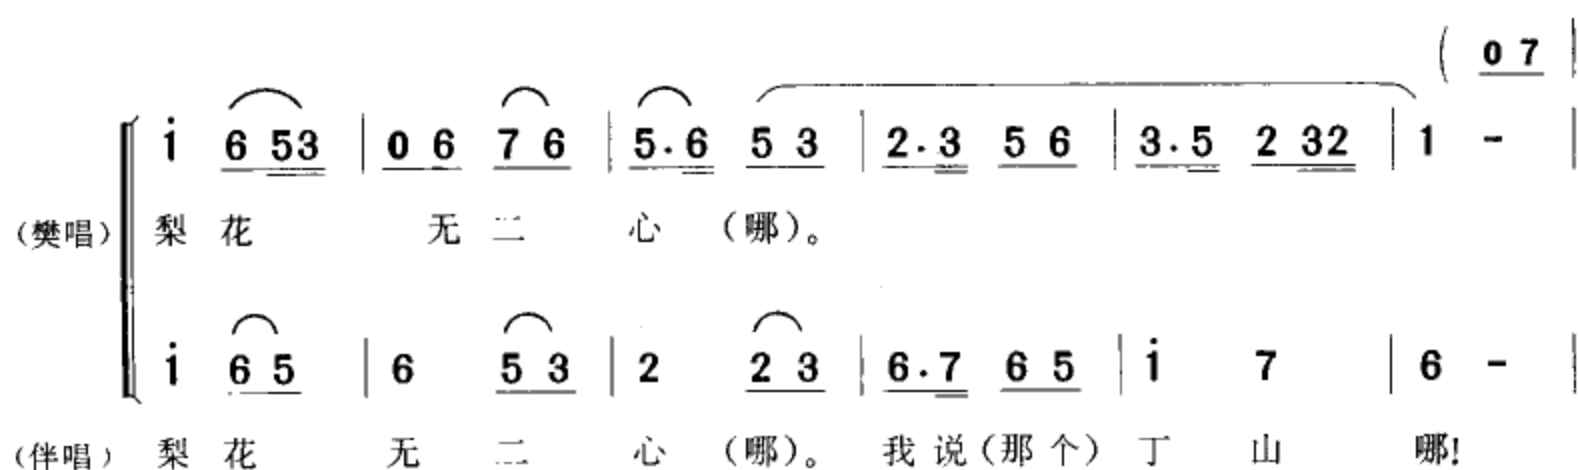 ( 0 7 |
i 6 53 | 0 6 7 6 | 5·6 5 3 | 2·3 5 6 | 3·5 2 32 | 1 - |
（樊唱）梨花 无二 心 （哪）。
i 6 5 | 6 5 3 | 2 2 3 | 6·7 6 5 | i 7 | 6 - |
（伴唱）梨花 无 二 心 （哪）。 我说（那个）丁 山 哪！